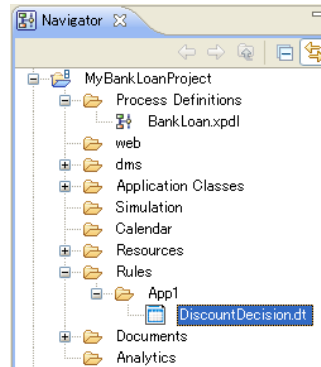 Navigator
MyBankLoanProject
Process Definitions
BankLoan.xpdl
web
dms
Application Classes
Simulation
Calendar
Resources
Rules
App1
DiscountDecision.dt
Documents
Analytics